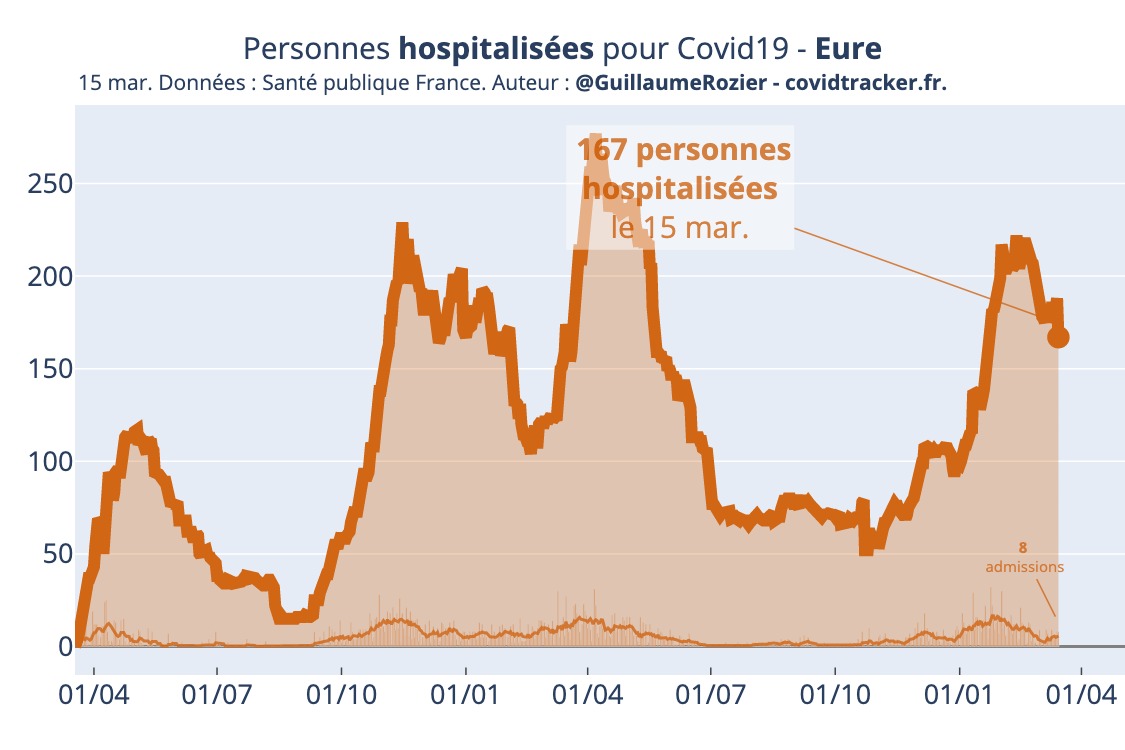 Personnes hospitalisées pour Covid19 - Eure
15 mar. Données : Santé publique France. Auteur : @GuillaumeRozier - covidtracker.fr.
167 personnes
hospitalisées
le 15 mar.
250
200
150
100
50
0
8
admissions
01/04
01/07
01/10
01/01
01/04
01/07
01/10
01/01
01/04